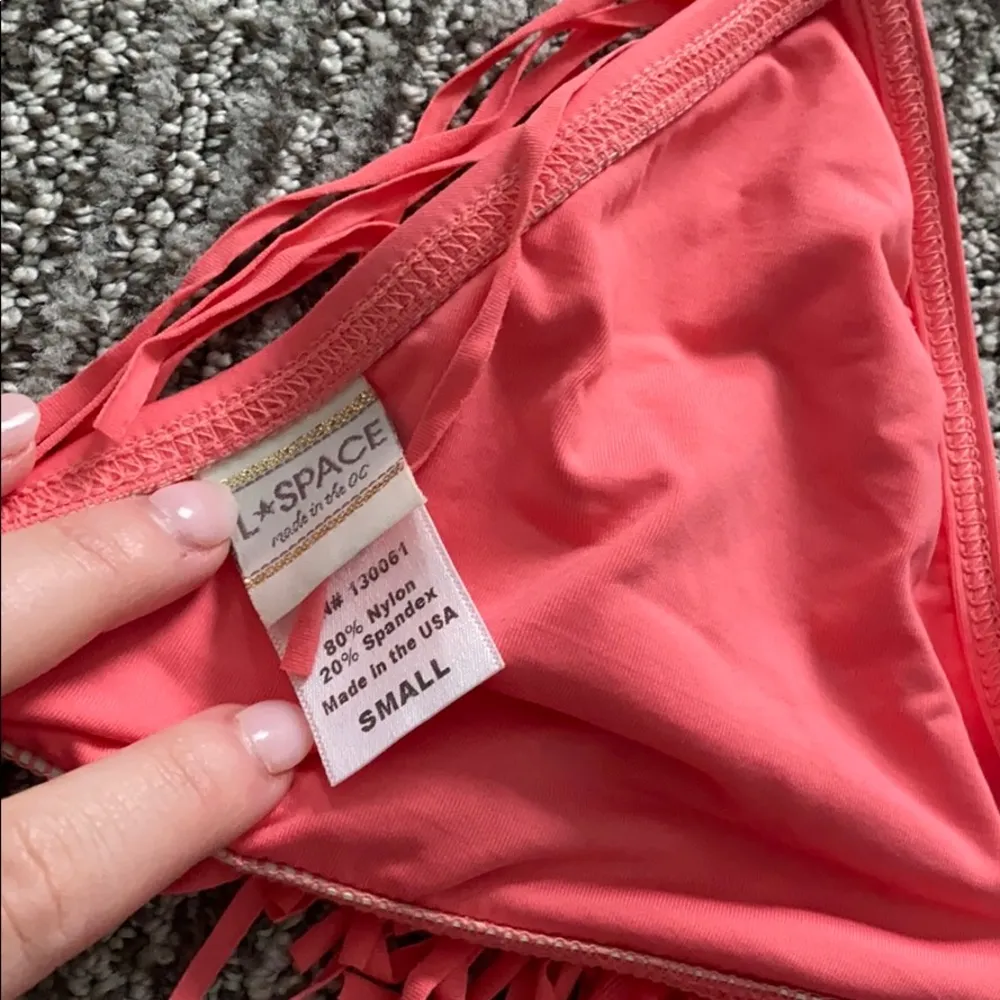 L★SPACE
made in the OC
# 130061
80% Nylon
20% Spandex
Made in the USA
SMALL